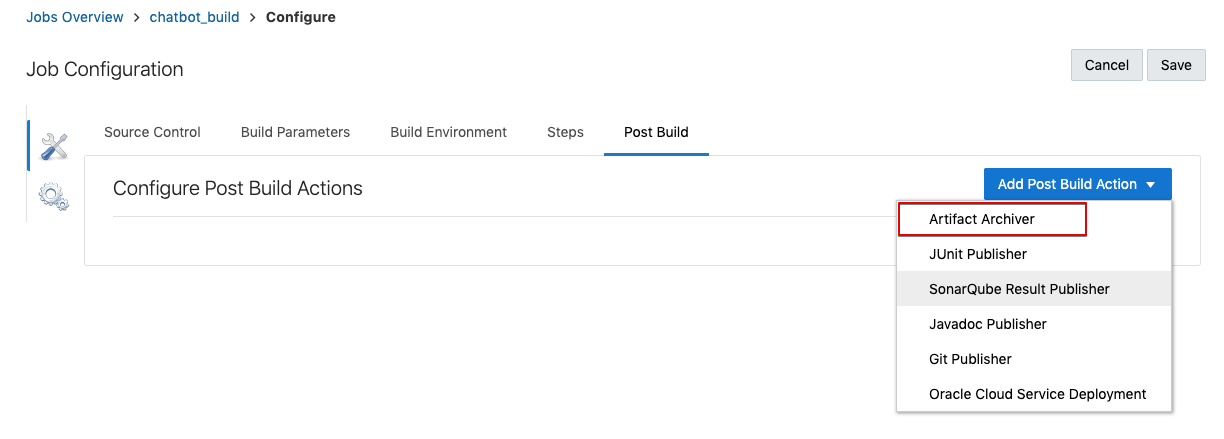 Jobs Overview > chatbot_build > Configure
Job Configuration
Cancel Save
Source Control Build Parameters Build Environment Steps Post Build
Configure Post Build Actions
Add Post Build Action
Artifact Archiver
JUnit Publisher
SonarQube Result Publisher
Javadoc Publisher
Git Publisher
Oracle Cloud Service Deployment